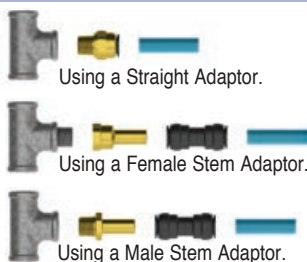 Using a Straight Adaptor.
Using a Female Stem Adaptor.
Using a Male Stem Adaptor.